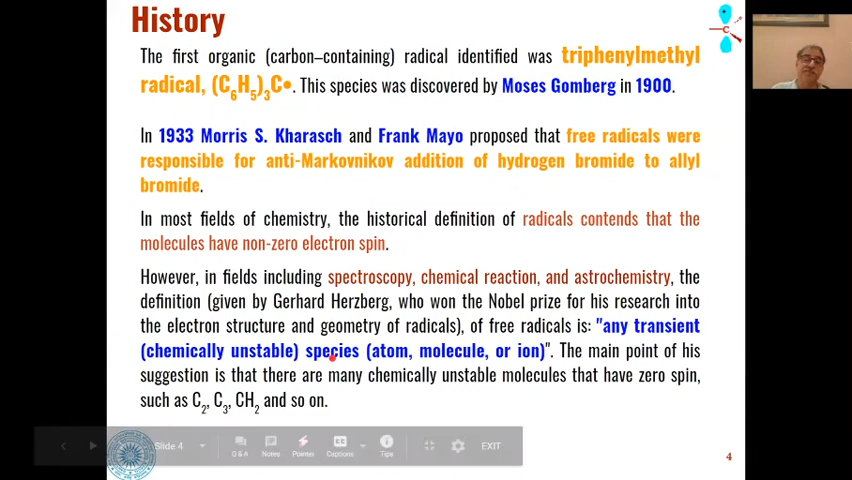 History
The first organic (carbon–containing) radical identified was triphenylmethyl
radical, (C6H5)3C•. This species was discovered by Moses Gomberg in 1900.
In 1933 Morris S. Kharasch and Frank Mayo proposed that free radicals were
responsible for anti-Markovnikov addition of hydrogen bromide to allyl
bromide.
In most fields of chemistry, the historical definition of radicals contends that the
molecules have non-zero electron spin.
However, in fields including spectroscopy, chemical reaction, and astrochemistry, the
definition (given by Gerhard Herzberg, who won the Nobel prize for his research into
the electron structure and geometry of radicals), of free radicals is: "any transient
(chemically unstable) species (atom, molecule, or ion)". The main point of his
suggestion is that there are many chemically unstable molecules that have zero spin,
such as C2, C3, CH2 and so on.
Slide 4
Q & A Notes Pointer Captions Tips EXIT
4
C